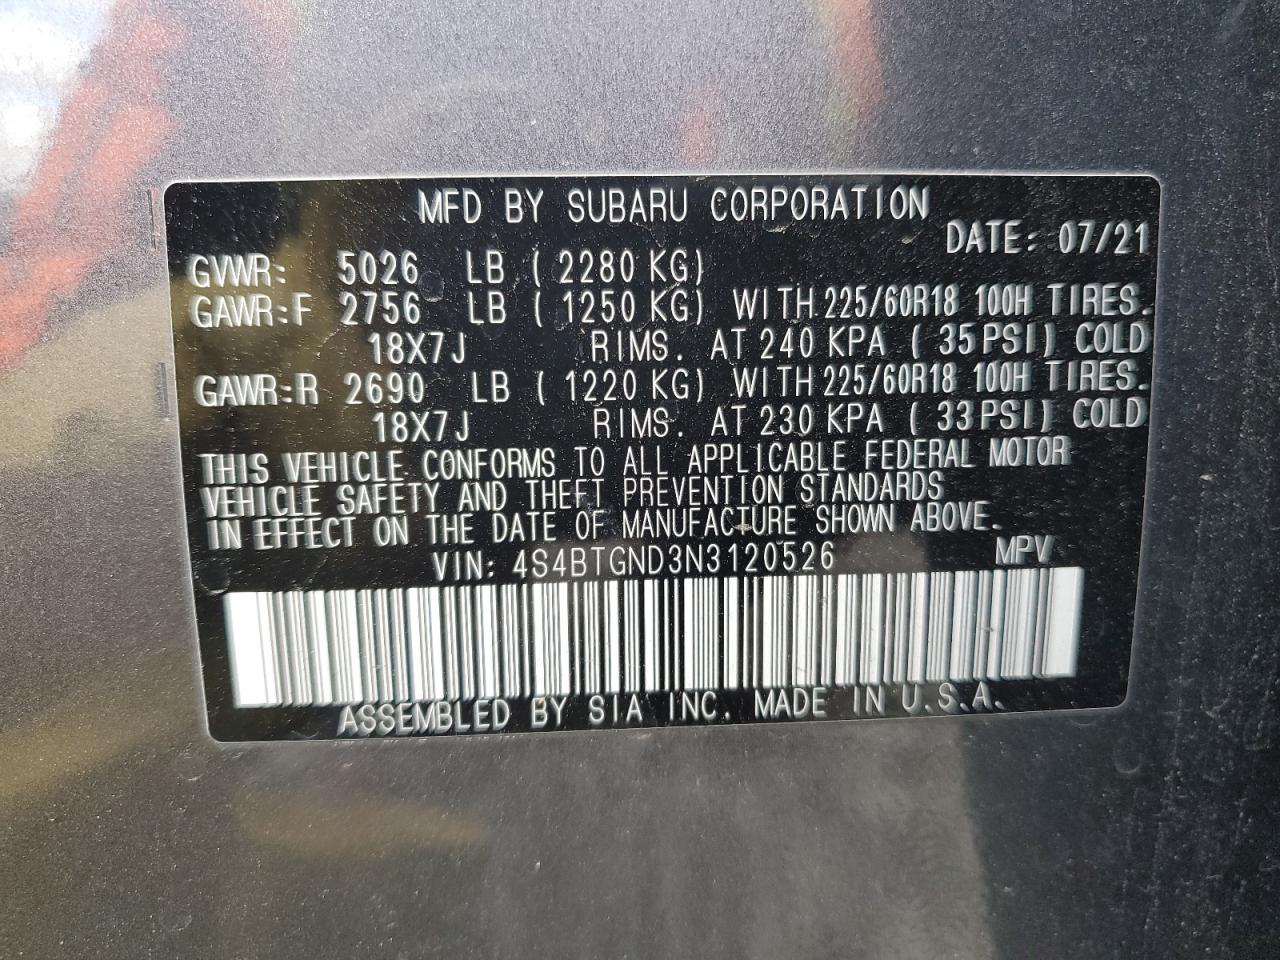 MFD BY SUBARU CORPORATION
DATE: 07/21
GVWR: 5026 LB ( 2280 KG)
GAWR:F 2756 LB ( 1250 KG) WITH 225/60R18 100H TIRES.
18X7J RIMS. AT 240 KPA ( 35 PSI) COLD
GAWR:R 2690 LB ( 1220 KG) WITH 225/60R18 100H TIRES.
18X7J RIMS. AT 230 KPA ( 33 PSI) COLD
THIS VEHICLE CONFORMS TO ALL APPLICABLE FEDERAL MOTOR
VEHICLE SAFETY AND THEFT PREVENTION STANDARDS
IN EFFECT ON THE DATE OF MANUFACTURE SHOWN ABOVE.
VIN: 4S4BTGND3N3120526 MPV
ASSEMBLED BY SIA INC. MADE IN U.S.A.